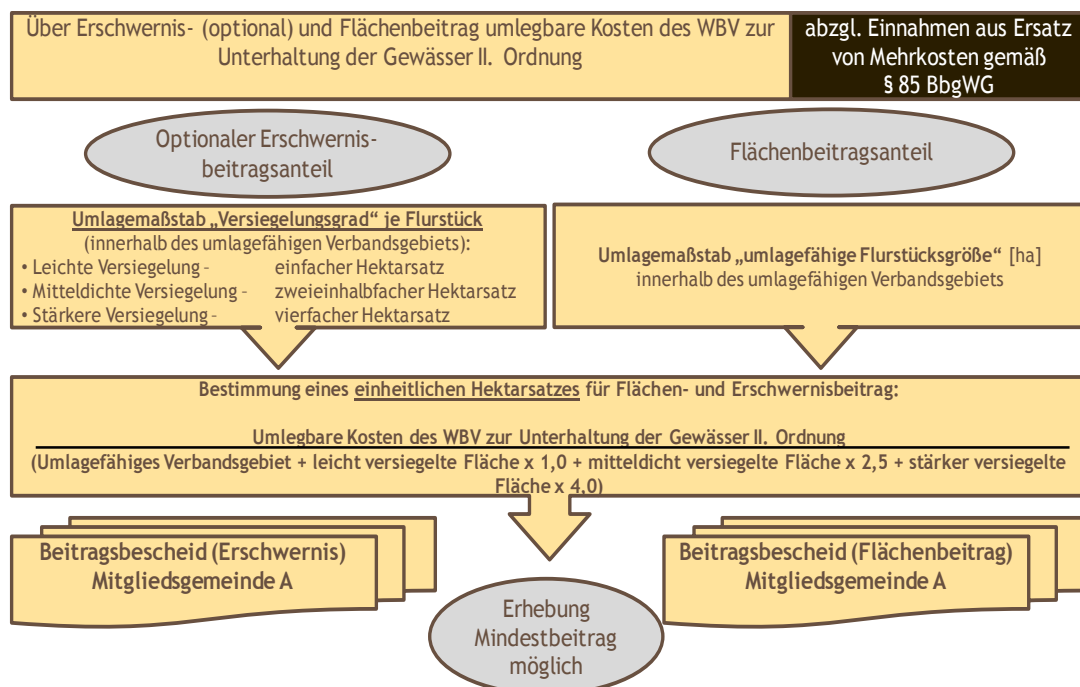 Über Erschwernis- (optional) und Flächenbeitrag umlegbare Kosten des WBV zur
Unterhaltung der Gewässer II. Ordnung
abzgl. Einnahmen aus Ersatz
von Mehrkosten gemäß
§ 85 BbgWG
Optionaler Erschwernis-
beitragsanteil
Flächenbeitragsanteil
Umlagemaßstab „Versiegelungsgrad" je Flurstück
(innerhalb des umlagefähigen Verbandsgebiets):
• Leichte Versiegelung – einfacher Hektarsatz
• Mitteldichte Versiegelung – zweieinhalbfacher Hektarsatz
• Stärkere Versiegelung – vierfacher Hektarsatz
Umlagemaßstab „umlagefähige Flurstücksgröße" [ha]
innerhalb des umlagefähigen Verbandsgebiets
Bestimmung eines einheitlichen Hektarsatzes für Flächen- und Erschwernisbeitrag:
Umlegbare Kosten des WBV zur Unterhaltung der Gewässer II. Ordnung
(Umlagefähiges Verbandsgebiet + leicht versiegelte Fläche x 1,0 + mitteldicht versiegelte Fläche x 2,5 + stärker versiegelte
Fläche x 4,0)
Beitragsbescheid (Erschwernis)
Mitgliedsgemeinde A
Beitragsbescheid (Flächenbeitrag)
Mitgliedsgemeinde A
Erhebung
Mindestbeitrag
möglich